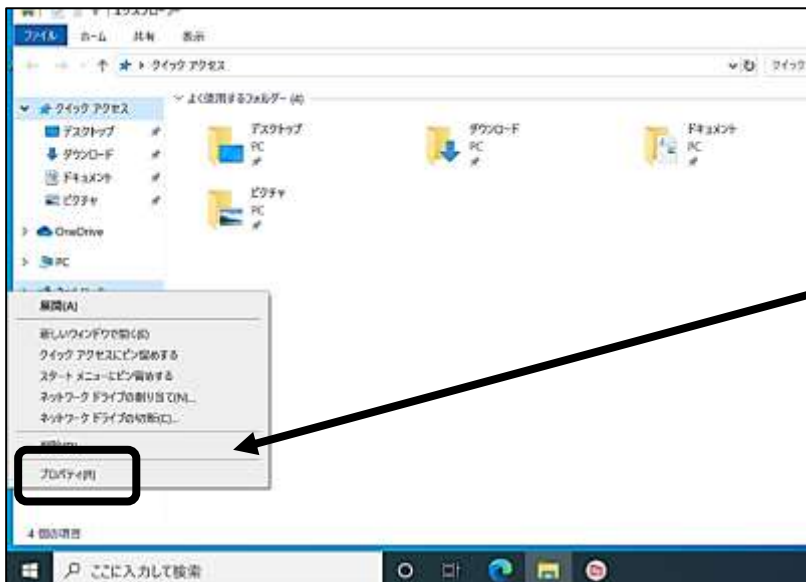 エクスプローラー
ファイル ホーム 共有 表示
クイック アクセス
クイック アクセス
デスクトップ
ダウンロード
ドキュメント
ピクチャ
OneDrive
PC
よく使用するフォルダー (4)
デスクトップ
PC
ダウンロード
PC
ドキュメント
PC
ピクチャ
PC
展開(A)
新しいウィンドウで開く(E)
クイック アクセスにピン留めする
スタート メニューにピン留めする
ネットワーク ドライブの割り当て(N)...
ネットワーク ドライブの切断(C)...
プロパティ(R)
4 個の項目
ここに入力して検索